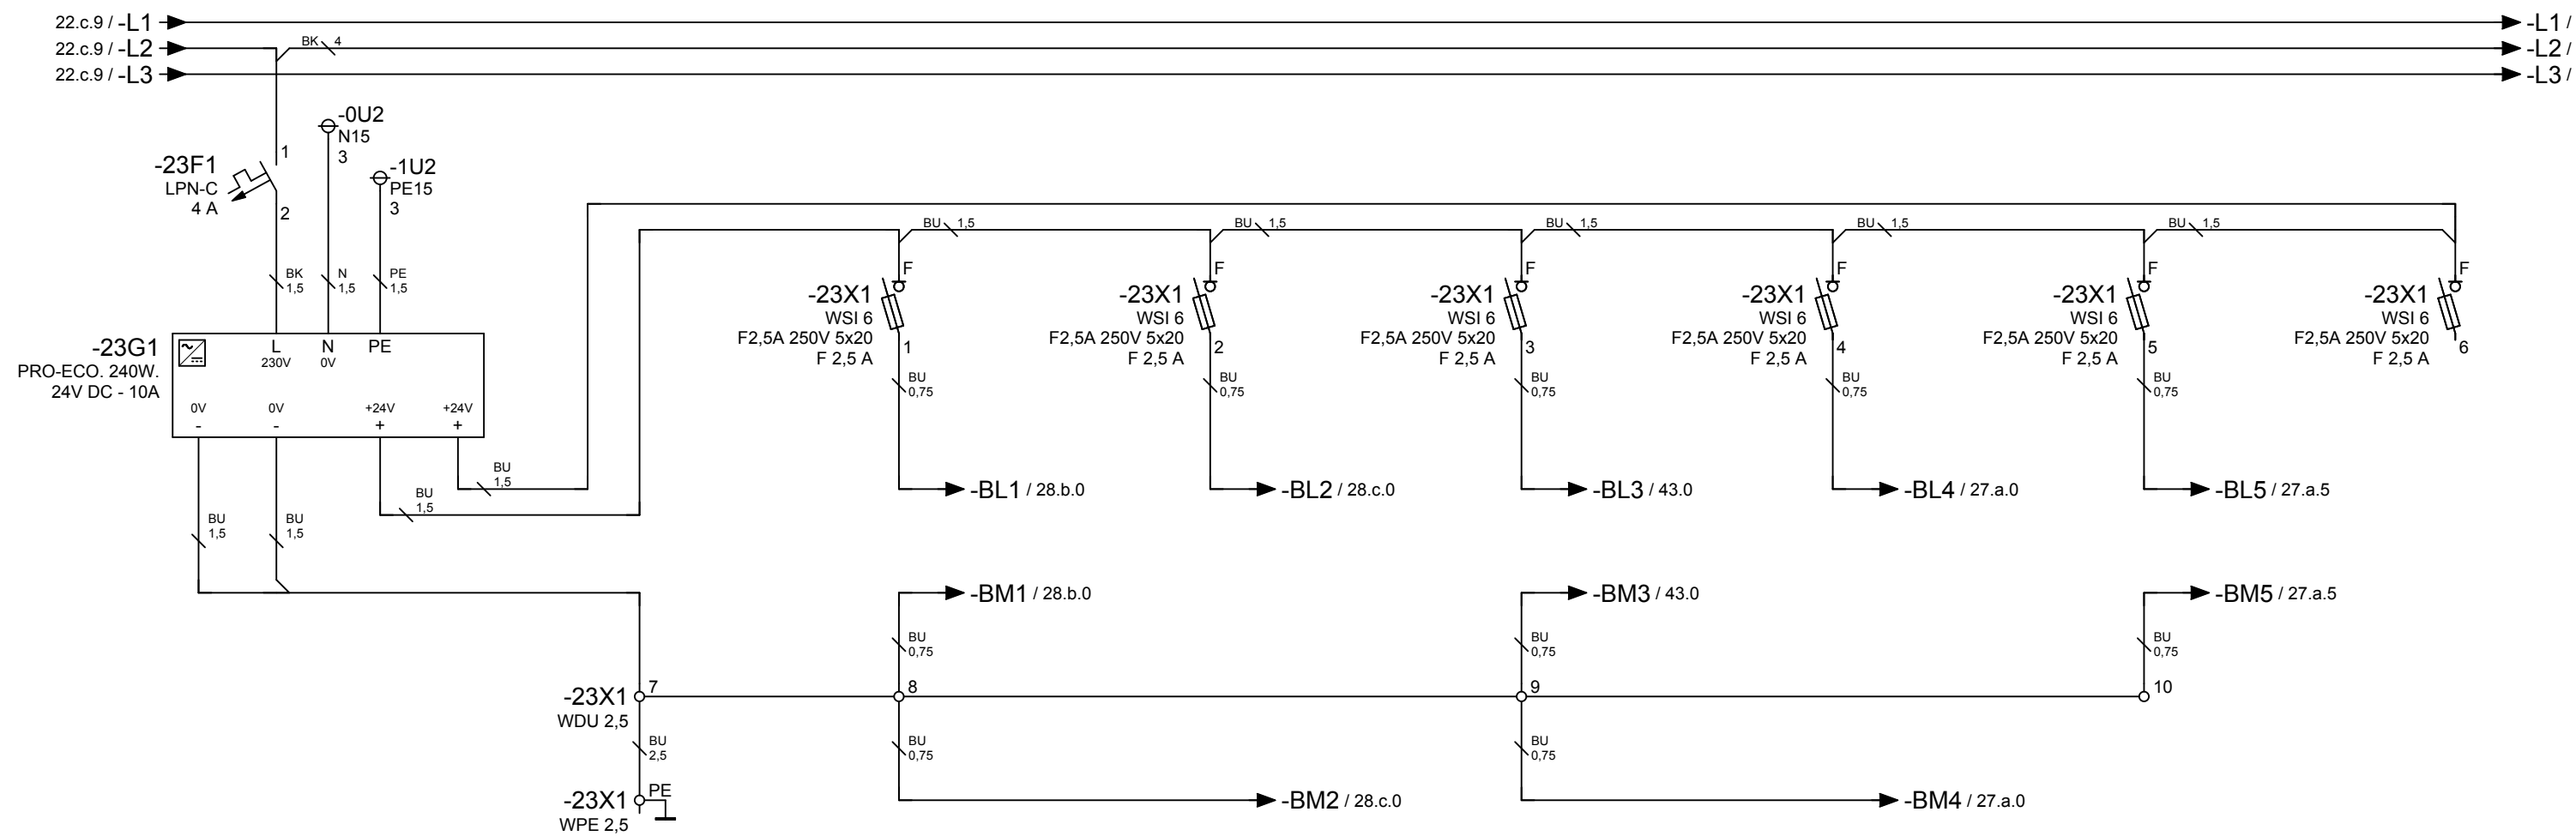 22.c.9 / -L1 -L1 /
22.c.9 / -L2 BK 4 -L2 /
22.c.9 / -L3 -L3 /
-0U2
N15
3
-1U2
PE15
3
-23F1
LPN-C
4 A
1
2
BK
1,5
N
1,5
PE
1,5
BU 1,5
BU 1,5
BU 1,5
BU 1,5
BU 1,5
-23G1
PRO-ECO. 240W.
24V DC - 10A
L N PE
230V 0V
0V 0V +24V +24V
- - + +
F
-23X1
WSI 6
F2,5A 250V 5x20
F 2,5 A
1
BU
0,75
-BL1 / 28.b.0
F
-23X1
WSI 6
F2,5A 250V 5x20
F 2,5 A
2
BU
0,75
-BL2 / 28.c.0
F
-23X1
WSI 6
F2,5A 250V 5x20
F 2,5 A
3
BU
0,75
-BL3 / 43.0
F
-23X1
WSI 6
F2,5A 250V 5x20
F 2,5 A
4
BU
0,75
-BL4 / 27.a.0
F
-23X1
WSI 6
F2,5A 250V 5x20
F 2,5 A
5
BU
0,75
-BL5 / 27.a.5
F
-23X1
WSI 6
F2,5A 250V 5x20
F 2,5 A
6
BU
1,5
BU
1,5
BU
1,5
BU
1,5
-BM1 / 28.b.0
-BM3 / 43.0
-BM5 / 27.a.5
BU
0,75
BU
0,75
BU
0,75
-23X1 7
WDU 2,5
8
9
10
BU
2,5
BU
0,75
BU
0,75
-23X1 PE
WPE 2,5
-BM2 / 28.c.0
-BM4 / 27.a.0